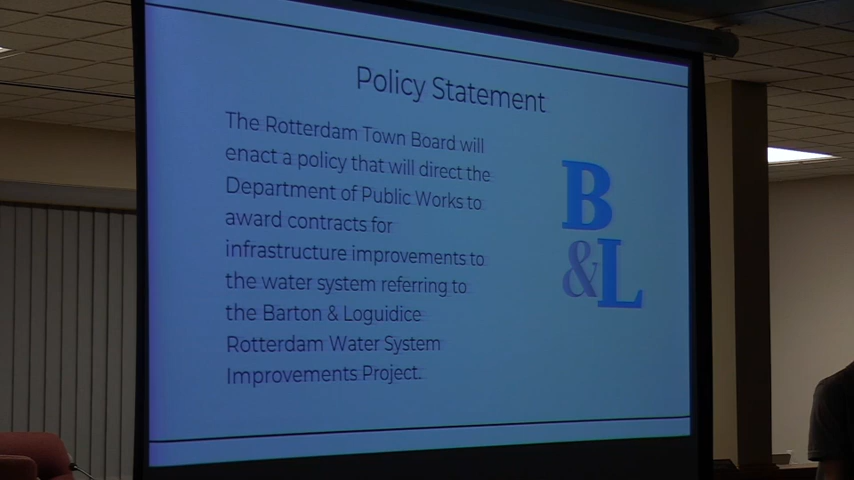 Policy Statement
The Rotterdam Town Board will
enact a policy that will direct the
Department of Public Works to
award contracts for
infrastructure improvements to
the water system referring to
the Barton & Loguidice
Rotterdam Water System
Improvements Project.
B
&L